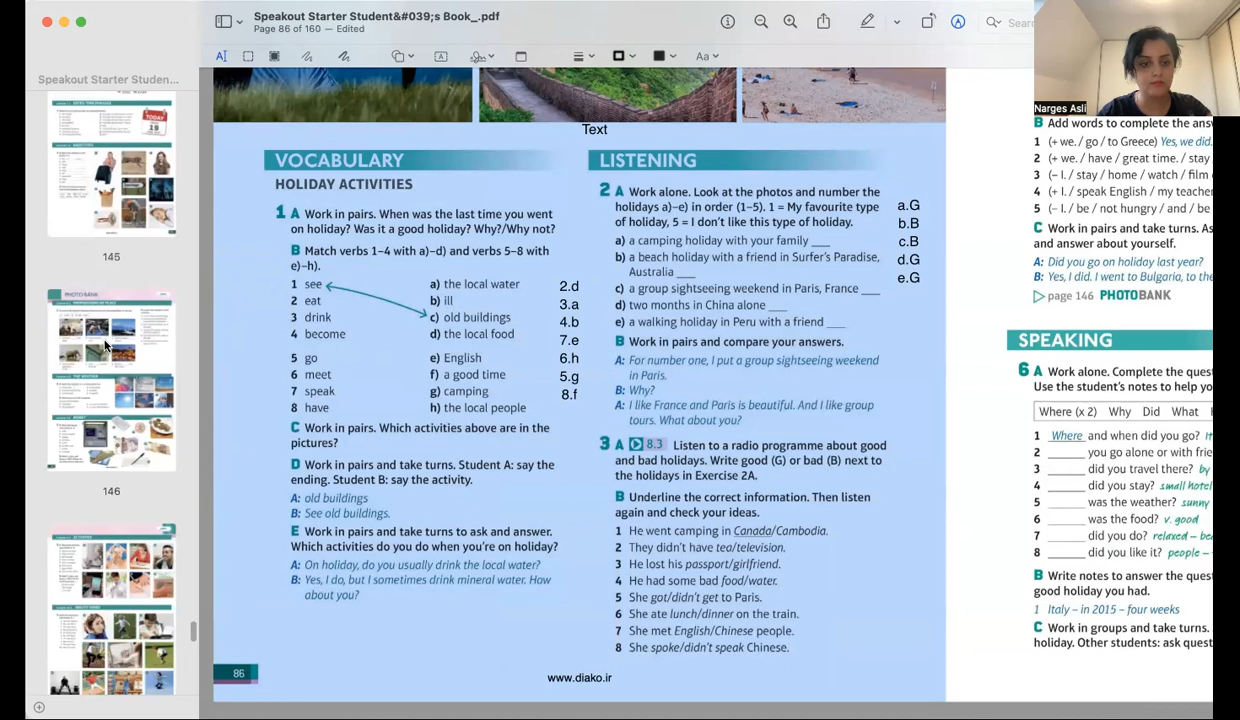 Speakout Starter Student&#039;s Book_.pdf
Page 86 of 160 — Edited
Sear
Aa
Speakout Starter Studen...
145
PHOTO BANK
146
Narges Asli
Text
VOCABULARY
HOLIDAY ACTIVITIES
1 A Work in pairs. When was the last time you went
on holiday? Was it a good holiday? Why?/Why not?
B Match verbs 1–4 with a)–d) and verbs 5–8 with
e)–h).
1 see a) the local water 2.d
2 eat b) ill 3.a
3 drink c) old buildings 4.b
4 become d) the local food 7.e
5 go e) English 6.h
6 meet f) a good time 5.g
7 speak g) camping 8.f
8 have h) the local people
C Work in pairs. Which activities above are in the
pictures?
D Work in pairs and take turns. Student A: say the
ending. Student B: say the activity.
A: old buildings
B: See old buildings.
E Work in pairs and take turns to ask and answer.
Which activities do you do when you're on holiday?
A: On holiday, do you usually drink the local water?
B: Yes, I do, but I sometimes drink mineral water. How
about you?
86
www.diako.ir
LISTENING
2 A Work alone. Look at the photos and number the
holidays a)–e) in order (1–5). 1 = My favourite type
of holiday, 5 = I don't like this type of holiday.
a) a camping holiday with your family ___
b) a beach holiday with a friend in Surfer's Paradise,
Australia ___
c) a group sightseeing weekend in Paris, France ___
d) two months in China alone ___
e) a walking holiday in Peru with a friend ___
a.G
b.B
c.B
d.G
e.G
B Work in pairs and compare your answers.
A: For number one, I put a group sightseeing weekend
in Paris.
B: Why?
A: I like France and Paris is beautiful. And I like group
tours. What about you?
3 A 8.3 Listen to a radio programme about good
and bad holidays. Write good (G) or bad (B) next to
the holidays in Exercise 2A.
B Underline the correct information. Then listen
again and check your ideas.
1 He went camping in Canada/Cambodia.
2 They didn't have tea/television.
3 He lost his passport/girlfriend.
4 He had some bad food/water.
5 She got/didn't get to Paris.
6 She ate lunch/dinner on the train.
7 She met English/Chinese people.
8 She spoke/didn't speak Chinese.
B Add words to complete the ansv
1 (+ we. / go / to Greece) Yes, we did.
2 (+ we. / have / great time. / stay
3 (– I. / stay / home / watch / film
4 (+ I. / speak English / my teacher
5 (– I. / be / not hungry / and / be
C Work in pairs and take turns. As
and answer about yourself.
A: Did you go on holiday last year?
B: Yes, I did. I went to Bulgaria, to the
page 146 PHOTOBANK
SPEAKING
6 A Work alone. Complete the quest
Use the student's notes to help yo
Where (x 2) Why Did What
1 Where and when did you go? It
2 ______ you go alone or with frie
3 ______ did you travel there? by
4 ______ did you stay? small hotel
5 ______ was the weather? sunny
6 ______ was the food? v. good
7 ______ did you do? relaxed – be
8 ______ did you like it? people –
B Write notes to answer the quest
good holiday you had.
1 Italy – in 2015 – four weeks
C Work in groups and take turns.
holiday. Other students: ask quest